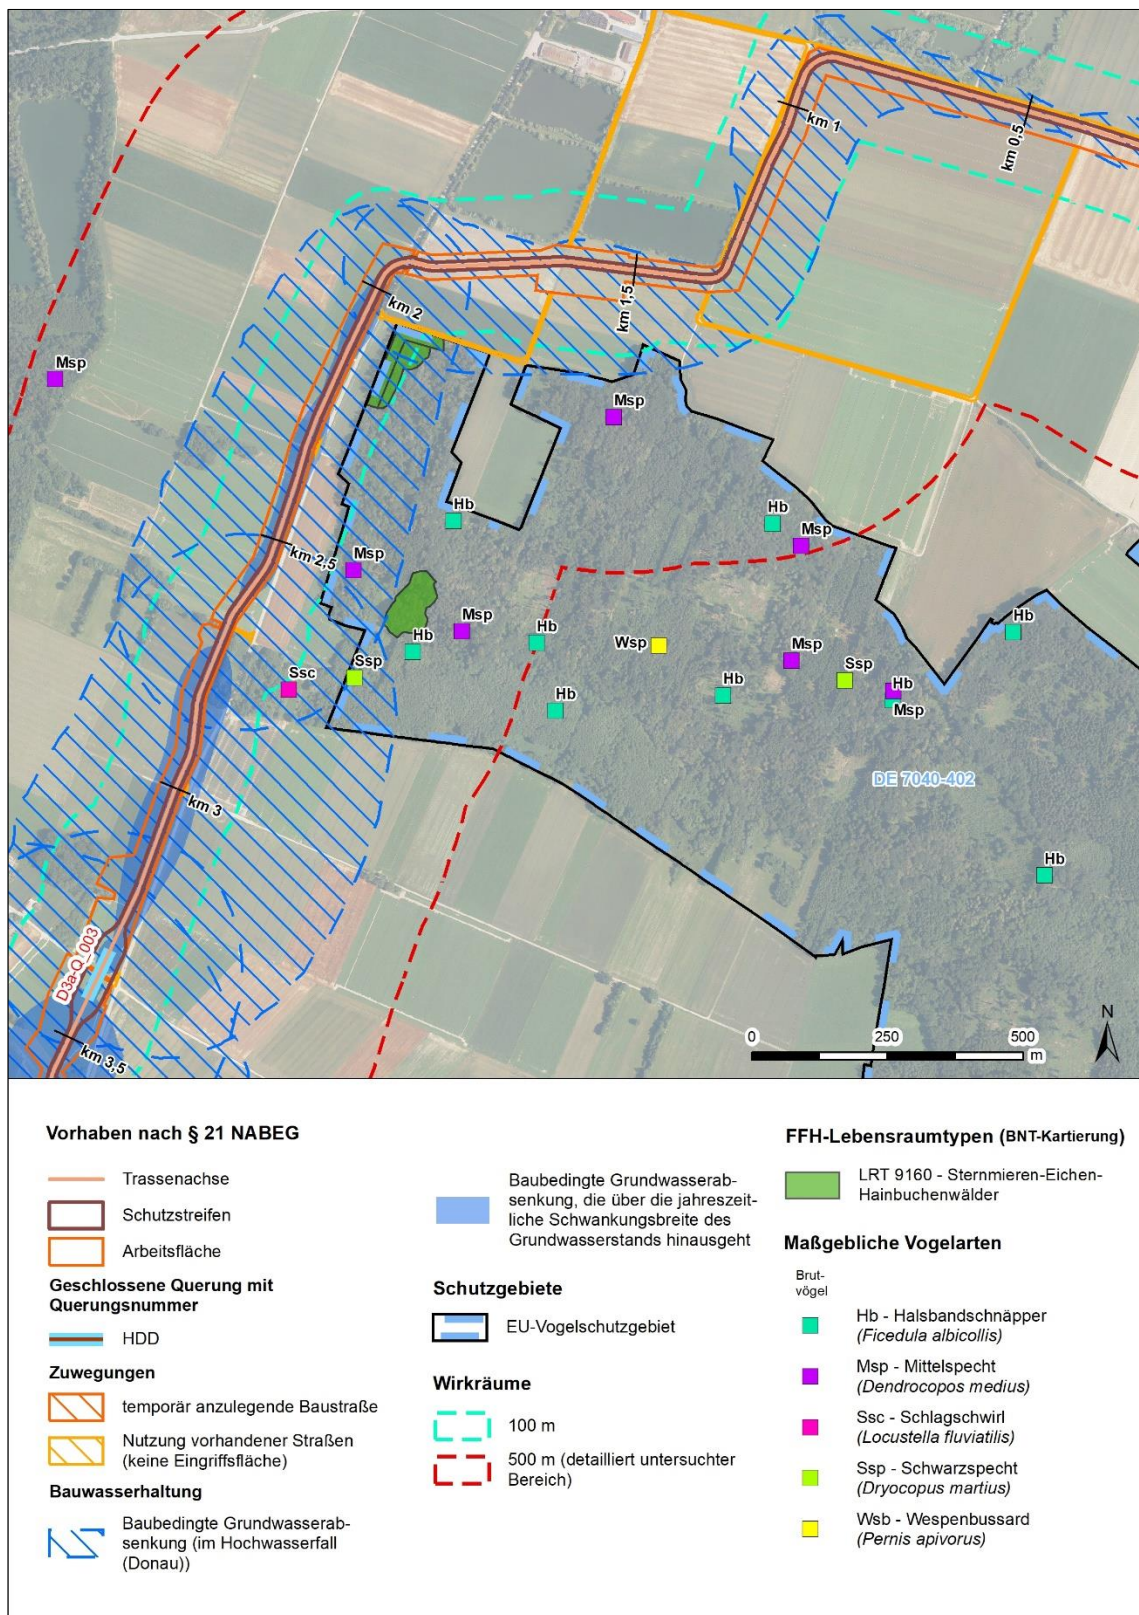 km 1
km 0,5
km 2
km 1,5
Msp
Msp
Hb
Hb
Msp
km 2,5
Msp
Msp
Hb
Hb
Hb
Wsp
Msp
Ssc
Ssp
Ssp
Hb
Hb
Hb
Msp
km 3
DE 7040-402
Hb
D3a-Q_003
km 3,5
0
250
500
m
N
Vorhaben nach § 21 NABEG
Trassenachse
Schutzstreifen
Arbeitsfläche
Geschlossene Querung mit
Querungsnummer
HDD
Zuwegungen
temporär anzulegende Baustraße
Nutzung vorhandener Straßen
(keine Eingriffsfläche)
Bauwasserhaltung
Baubedingte Grundwasserab-
senkung (im Hochwasserfall
(Donau))
Baubedingte Grundwasserab-
senkung, die über die jahreszeit-
liche Schwankungsbreite des
Grundwasserstands hinausgeht
Schutzgebiete
EU-Vogelschutzgebiet
Wirkräume
100 m
500 m (detailliert untersuchter
Bereich)
FFH-Lebensraumtypen (BNT-Kartierung)
LRT 9160 - Sternmieren-Eichen-
Hainbuchenwälder
Maßgebliche Vogelarten
Brut-
vögel
Hb - Halsbandschnäpper
(Ficedula albicollis)
Msp - Mittelspecht
(Dendrocopos medius)
Ssc - Schlagschwirl
(Locustella fluviatilis)
Ssp - Schwarzspecht
(Dryocopus martius)
Wsb - Wespenbussard
(Pernis apivorus)